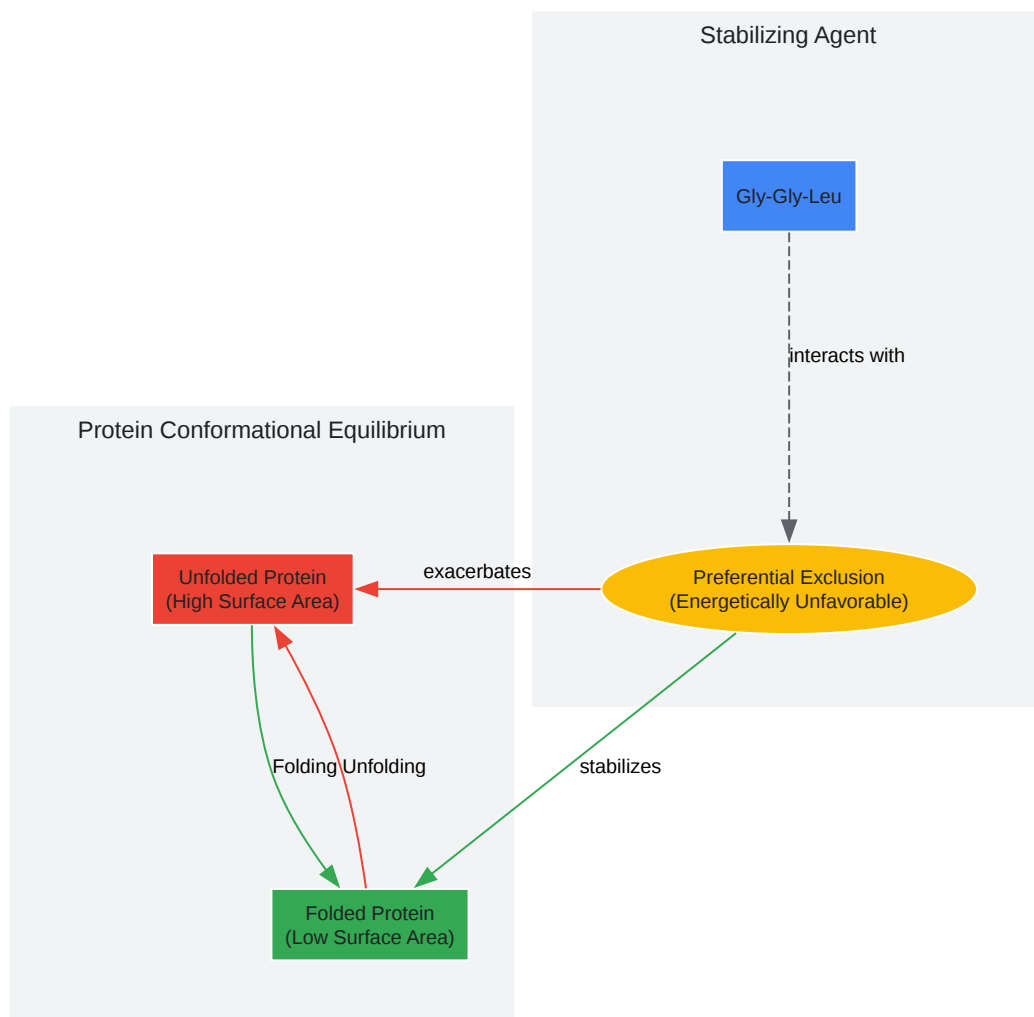 Stabilizing Agent
Gly-Gly-Leu
interacts with
Protein Conformational Equilibrium
Unfolded Protein
(High Surface Area)
exacerbates
Preferential Exclusion
(Energetically Unfavorable)
Folding
Unfolding
stabilizes
Folded Protein
(Low Surface Area)